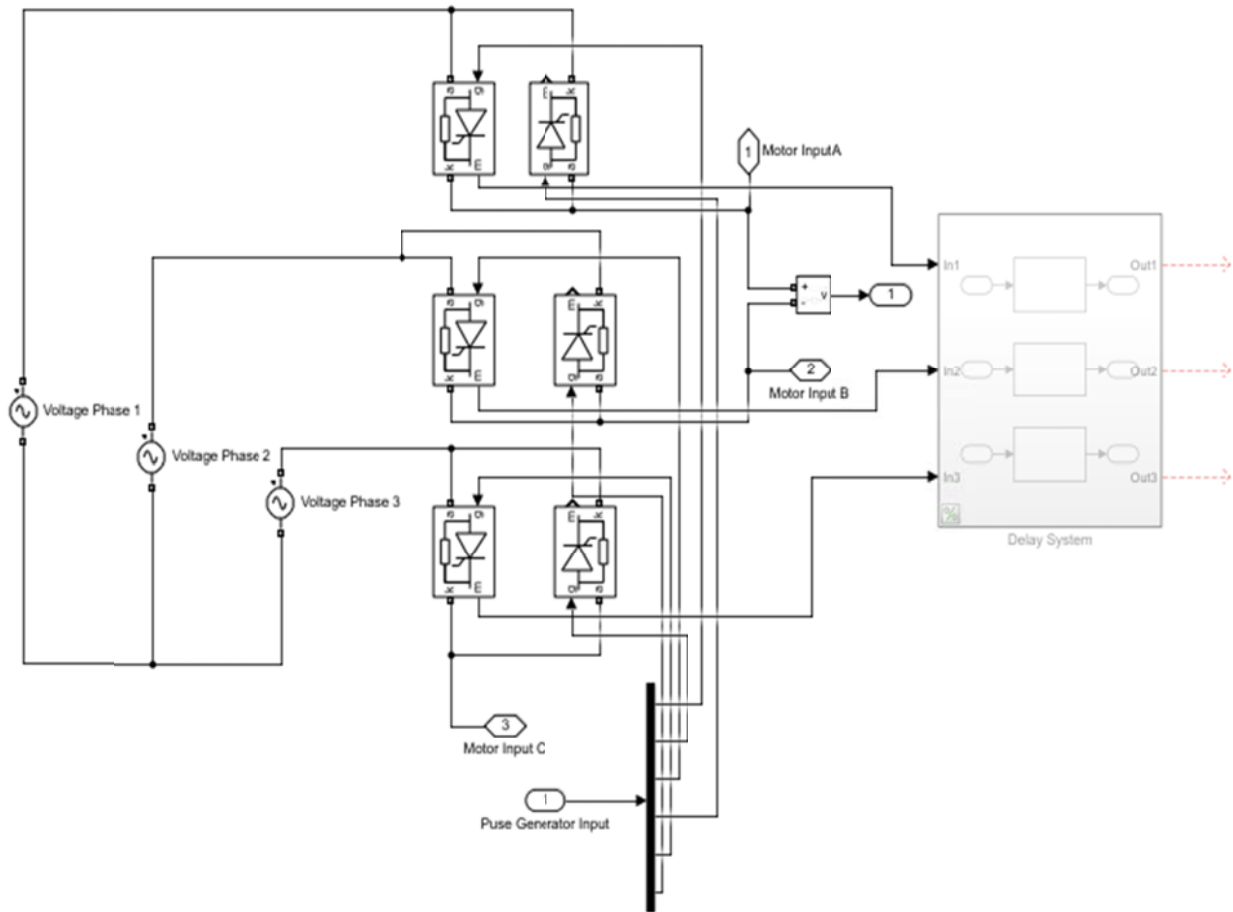 a g
k
k m
a
1 Motor InputA
a g
m k
k m
g a
+
-
v
1
2
Motor Input B
In1
Out1
In2
Out2
In3
Out3
%
Delay System
Voltage Phase 1
Voltage Phase 2
Voltage Phase 3
a g
m k
k m
g a
3
Motor Input C
1
Puse Generator Input